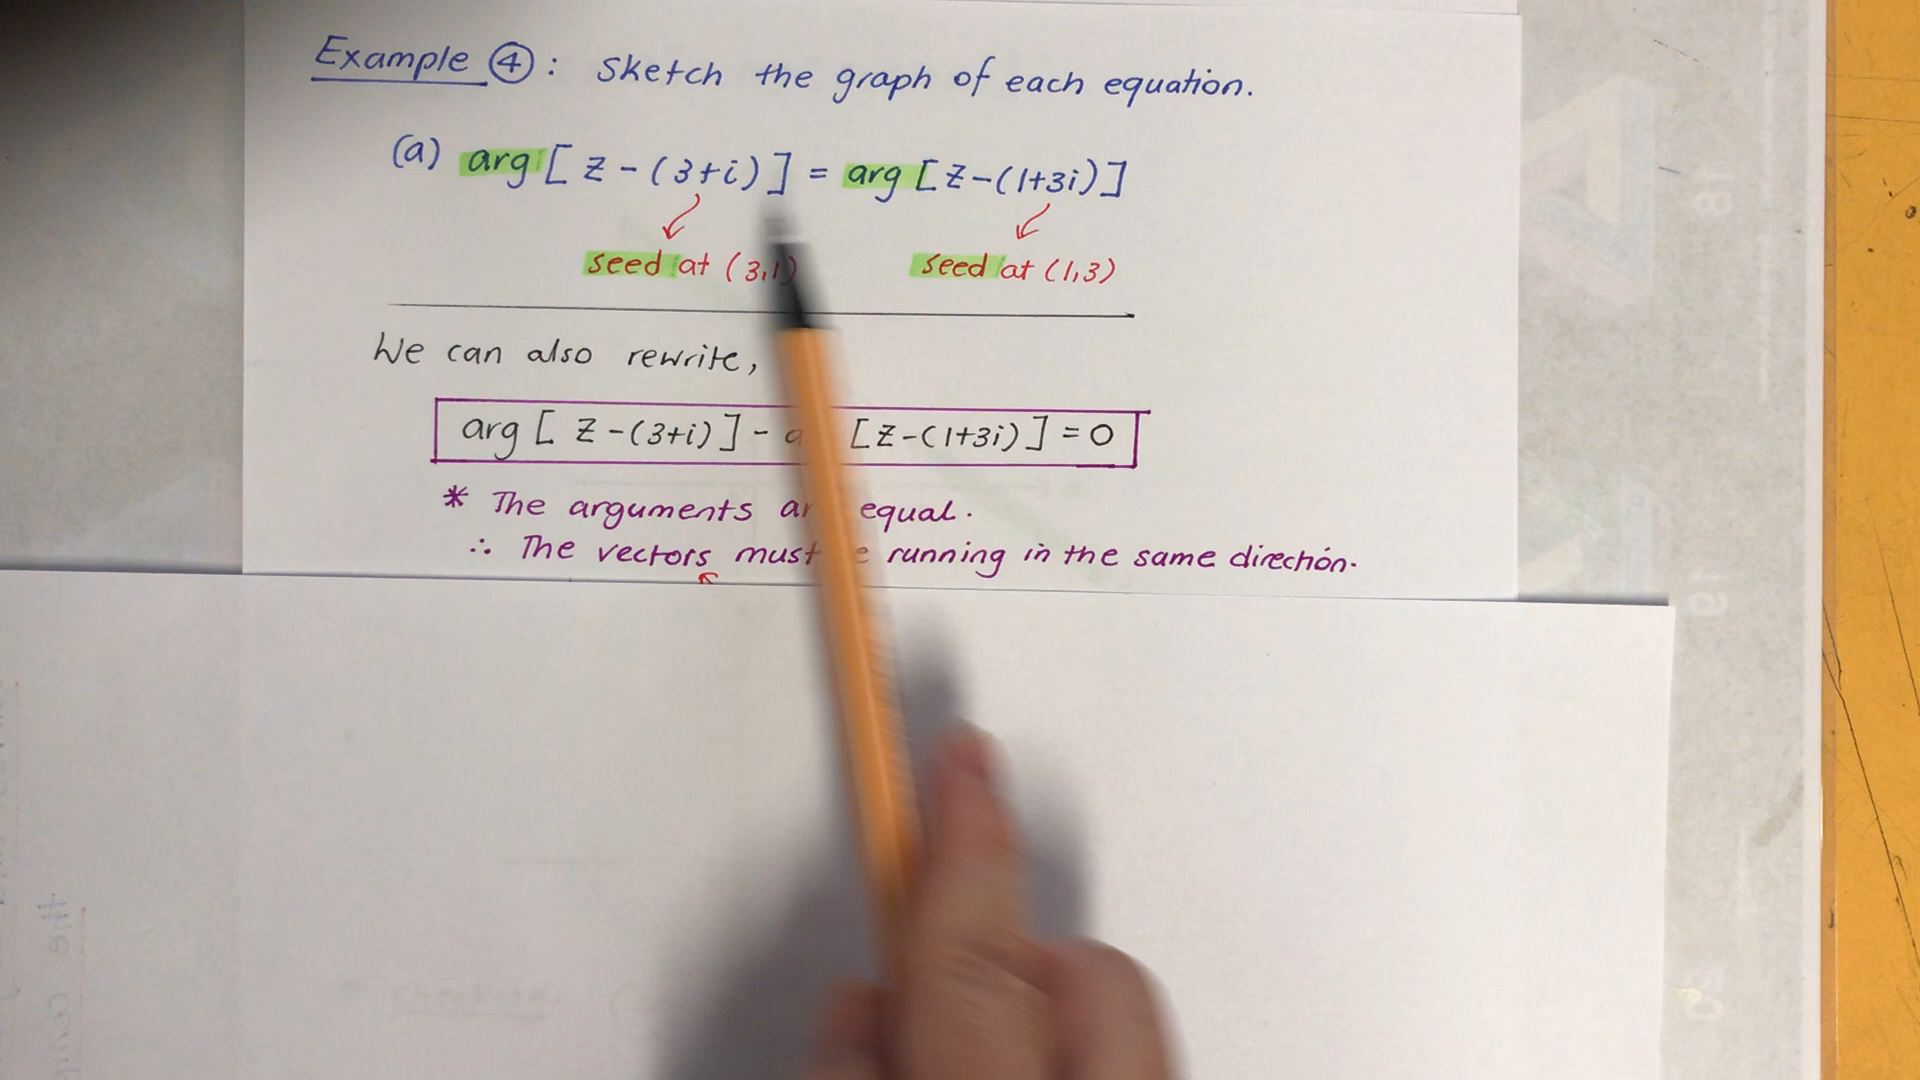 Example ④: Sketch the graph of each equation.
(a) arg[z-(3+i)] = arg[z-(1+3i)]
seed at (3,1) seed at (1,3)
We can also rewrite,
arg[z-(3+i)] - [z-(1+3i)] = 0
* The arguments equal.
∴ The vectors must running in the same direction.